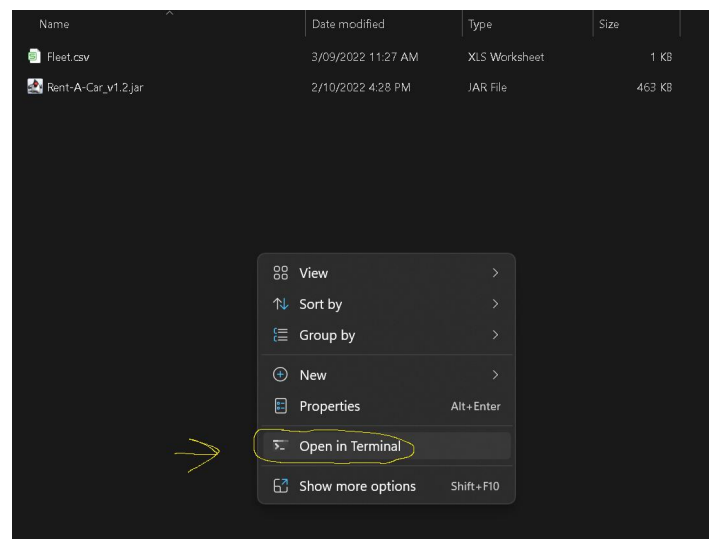 Name Date modified Type Size
Fleet.csv 3/09/2022 11:27 AM XLS Worksheet 1 KB
Rent-A-Car_v1.2.jar 2/10/2022 4:28 PM JAR File 463 KB
View
Sort by
Group by
New
Properties Alt+Enter
Open in Terminal
Show more options Shift+F10